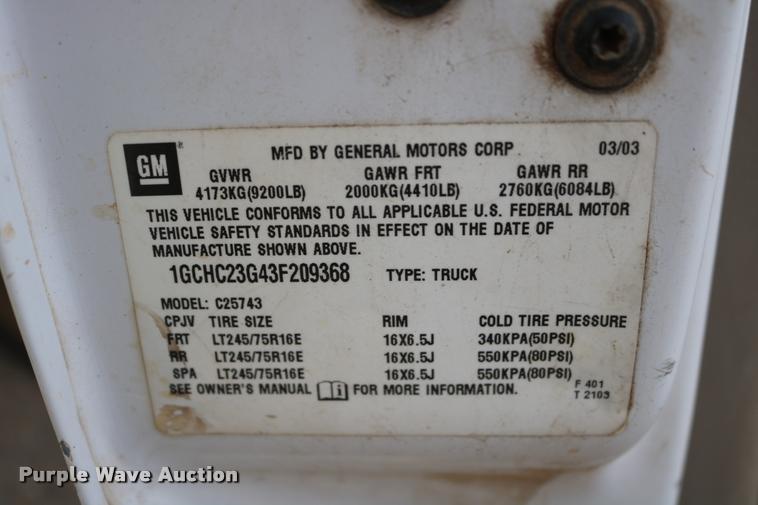 GM
MFD BY GENERAL MOTORS CORP 03/03
GVWR GAWR FRT GAWR RR
4173KG(9200LB) 2000KG(4410LB) 2760KG(6084LB)
THIS VEHICLE CONFORMS TO ALL APPLICABLE U.S. FEDERAL MOTOR
VEHICLE SAFETY STANDARDS IN EFFECT ON THE DATE OF
MANUFACTURE SHOWN ABOVE.
1GCHC23G43F209368 TYPE: TRUCK
MODEL: C25743
CPJV TIRE SIZE RIM COLD TIRE PRESSURE
FRT LT245/75R16E 16X6.5J 340KPA(50PSI)
RR LT245/75R16E 16X6.5J 550KPA(80PSI)
SPA LT245/75R16E 16X6.5J 550KPA(80PSI)
SEE OWNER'S MANUAL FOR MORE INFORMATION.
F 401
T 2103
Purple Wave Auction